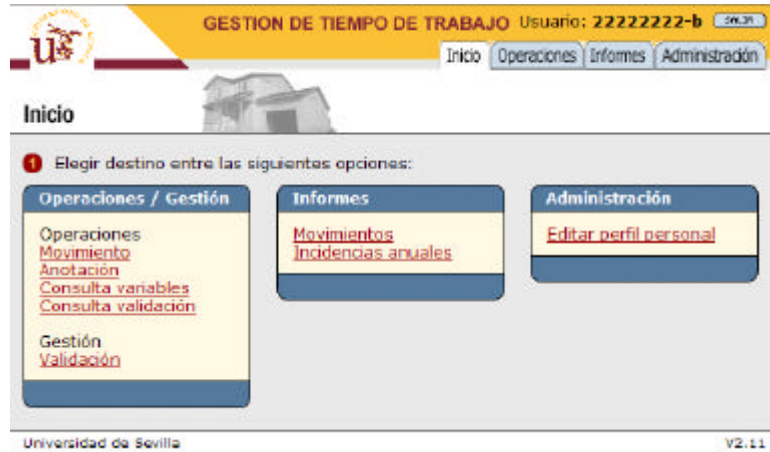 GESTION DE TIEMPO DE TRABAJO Usuario: 22222222-b SALIR
US
Inicio Operaciones Informes Administración
Inicio
1 Elegir destino entre las siguientes opciones:
Operaciones / Gestión
Operaciones
Movimiento
Anotación
Consulta variables
Consulta validación
Gestión
Validación
Informes
Movimientos
Incidencias anuales
Administración
Editar perfil personal
Universidad de Sevilla V2.11